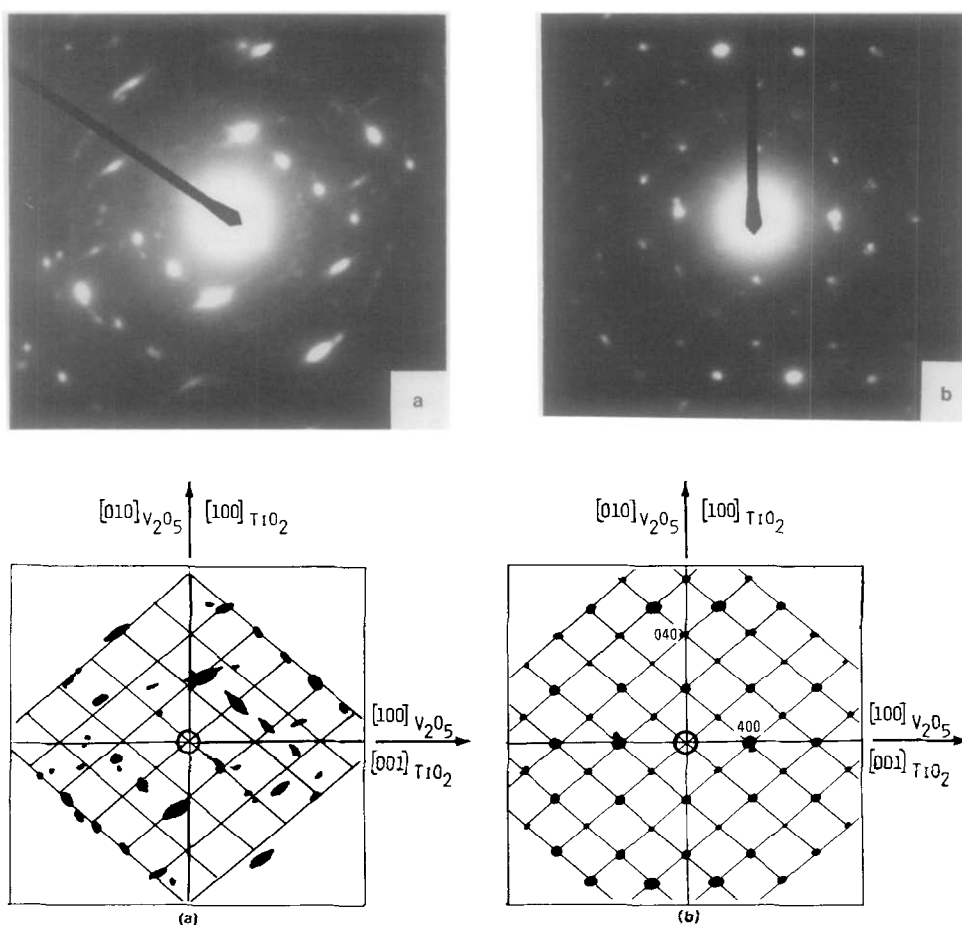 a
b
[010] V₂O₅ [100] TiO₂
[010] V₂O₅ [100] TiO₂
040
400
[100] V₂O₅
[001] TiO₂
[100] V₂O₅
[001] TiO₂
(a)
(b)